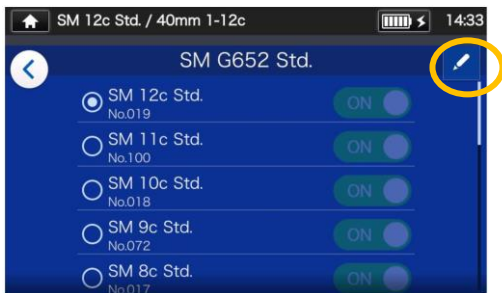 SM 12c Std. / 40mm 1-12c 14:33
SM G652 Std.
SM 12c Std. ON
No.019
SM 11c Std. ON
No.100
SM 10c Std. ON
No.018
SM 9c Std. ON
No.072
SM 8c Std. ON
No.017